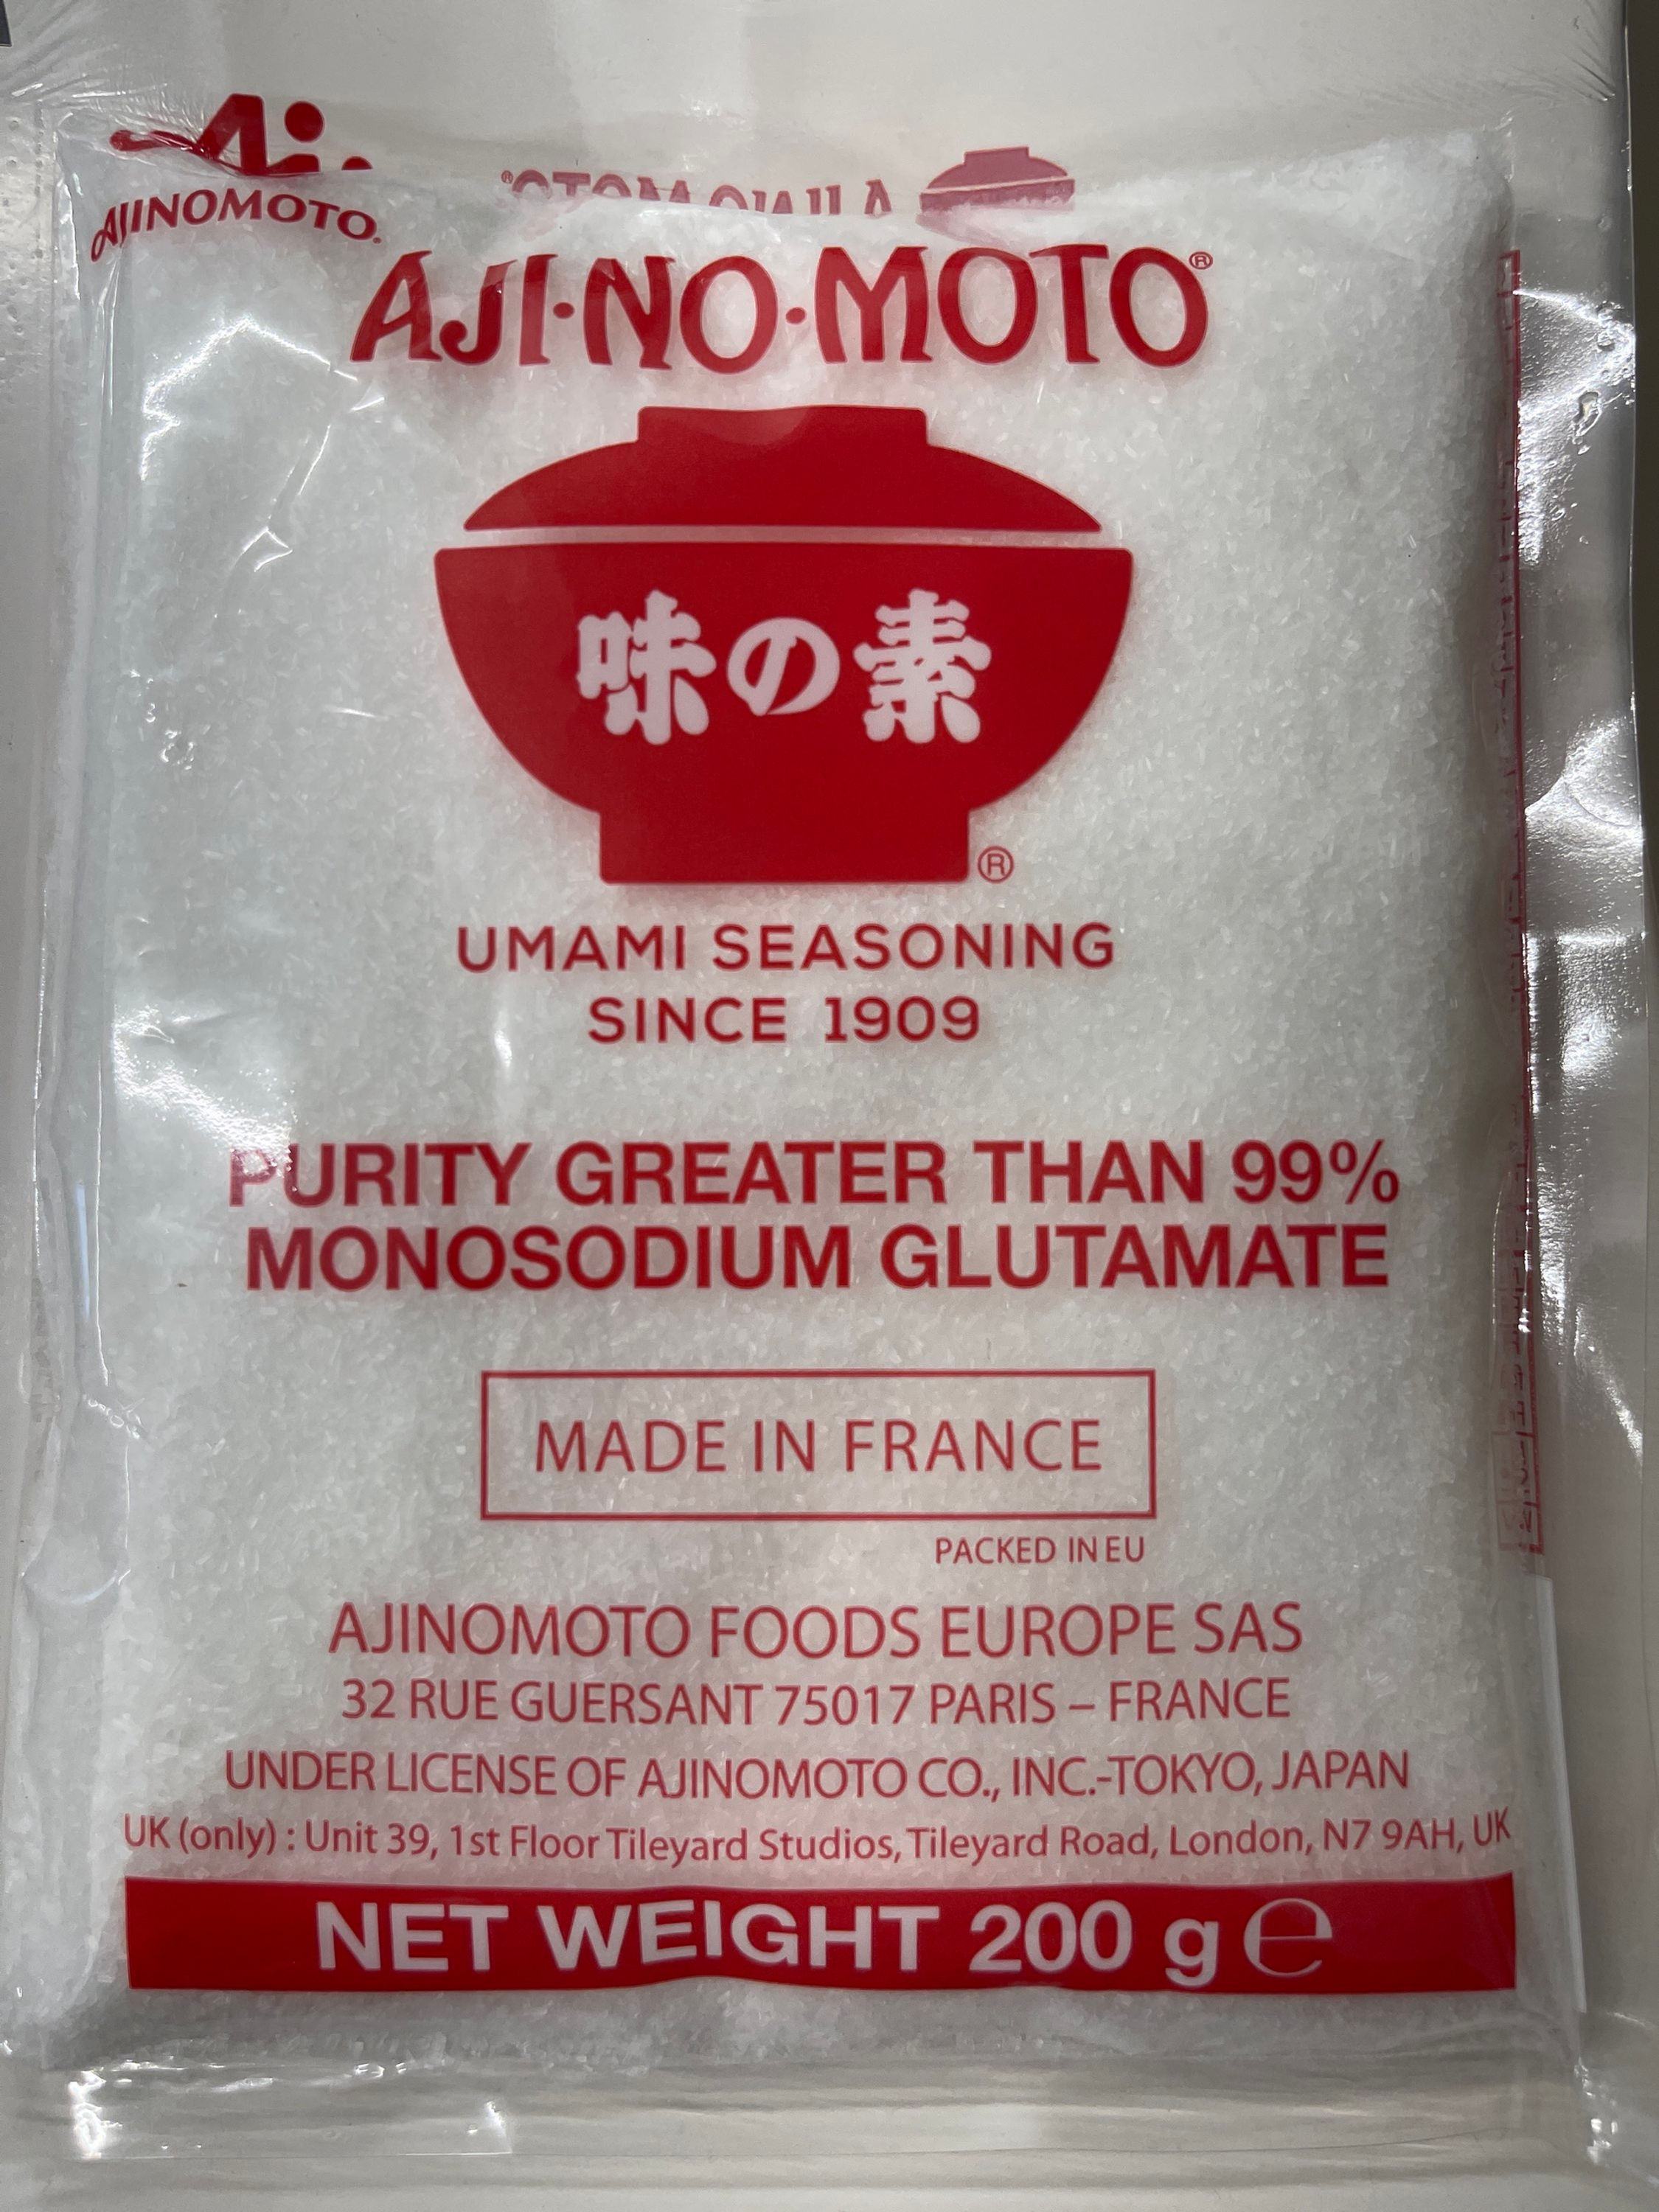 AJINOMOTO.
AJI·NO·MOTO®
味の素
®
UMAMI SEASONING
SINCE 1909
PURITY GREATER THAN 99%
MONOSODIUM GLUTAMATE
MADE IN FRANCE
PACKED IN EU
AJINOMOTO FOODS EUROPE SAS
32 RUE GUERSANT 75017 PARIS – FRANCE
UNDER LICENSE OF AJINOMOTO CO., INC.-TOKYO, JAPAN
UK (only) : Unit 39, 1st Floor Tileyard Studios, Tileyard Road, London, N7 9AH, UK
NET WEIGHT 200 g ℮